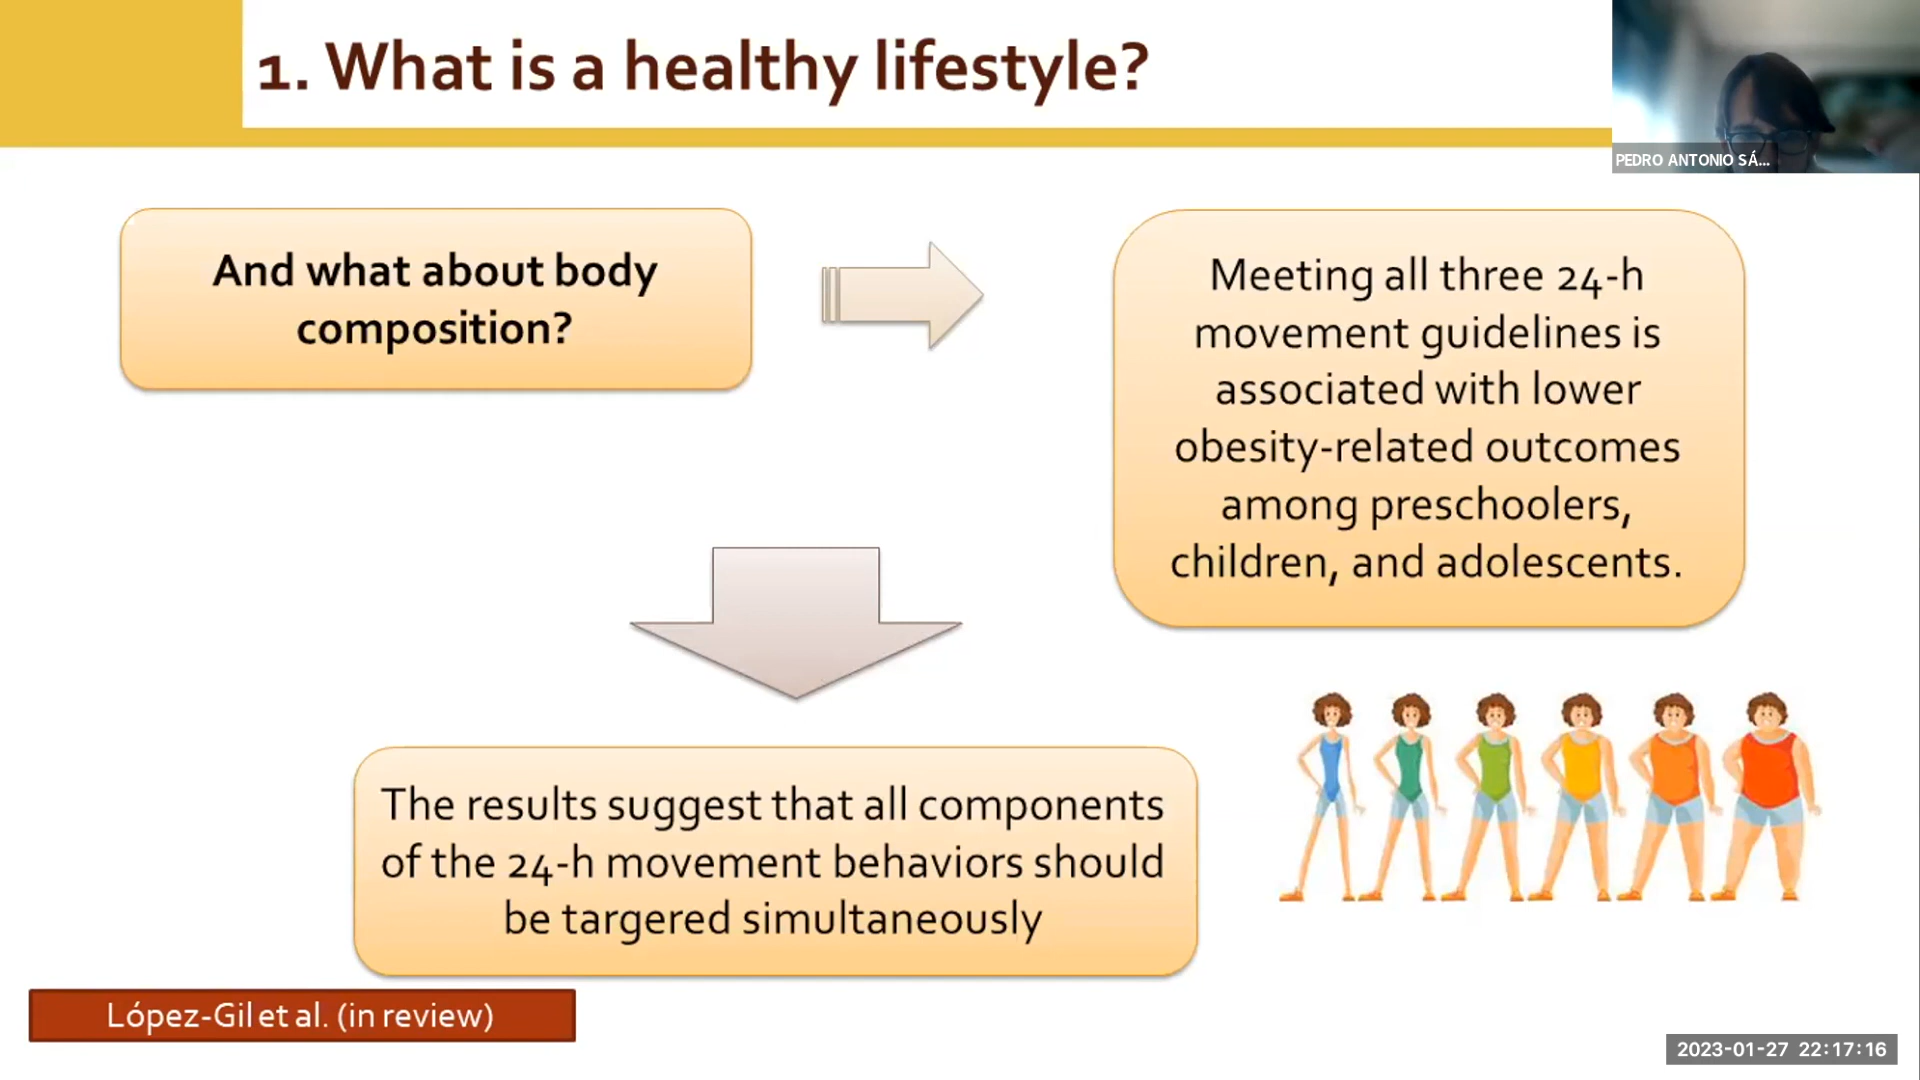 1. What is a healthy lifestyle?
PEDRO ANTONIO SÁ...
And what about body
composition?
Meeting all three 24-h
movement guidelines is
associated with lower
obesity-related outcomes
among preschoolers,
children, and adolescents.
The results suggest that all components
of the 24-h movement behaviors should
be targered simultaneously
López-Gil et al. (in review)
2023-01-27 22:17:16